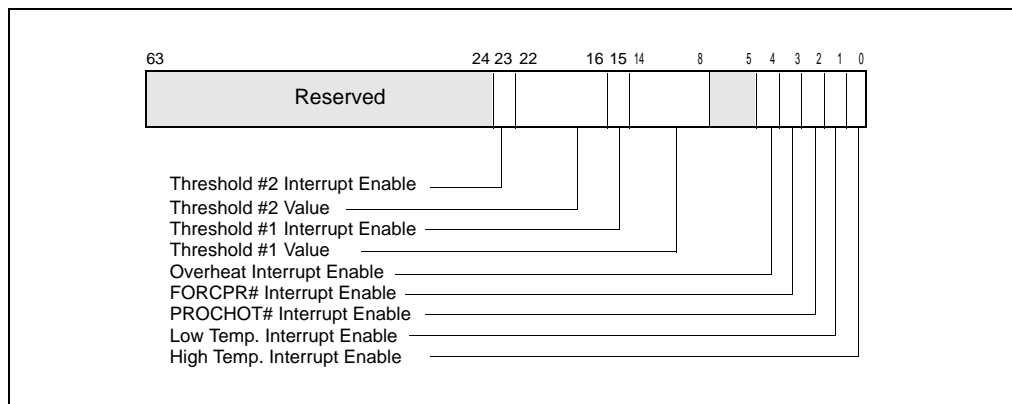 63 24 23 22 16 15 14 8 5 4 3 2 1 0
Reserved
Threshold #2 Interrupt Enable
Threshold #2 Value
Threshold #1 Interrupt Enable
Threshold #1 Value
Overheat Interrupt Enable
FORCPR# Interrupt Enable
PROCHOT# Interrupt Enable
Low Temp. Interrupt Enable
High Temp. Interrupt Enable